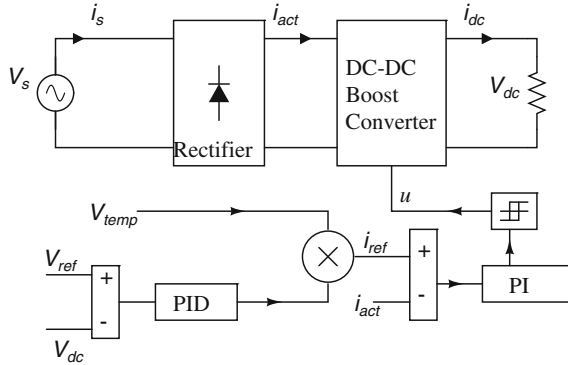 i_s
i_act
i_dc
V_s
Rectifier
DC-DC
Boost
Converter
V_dc
u
V_temp
V_ref
+
-
V_dc
PID
×
i_ref
i_act
+
-
PI